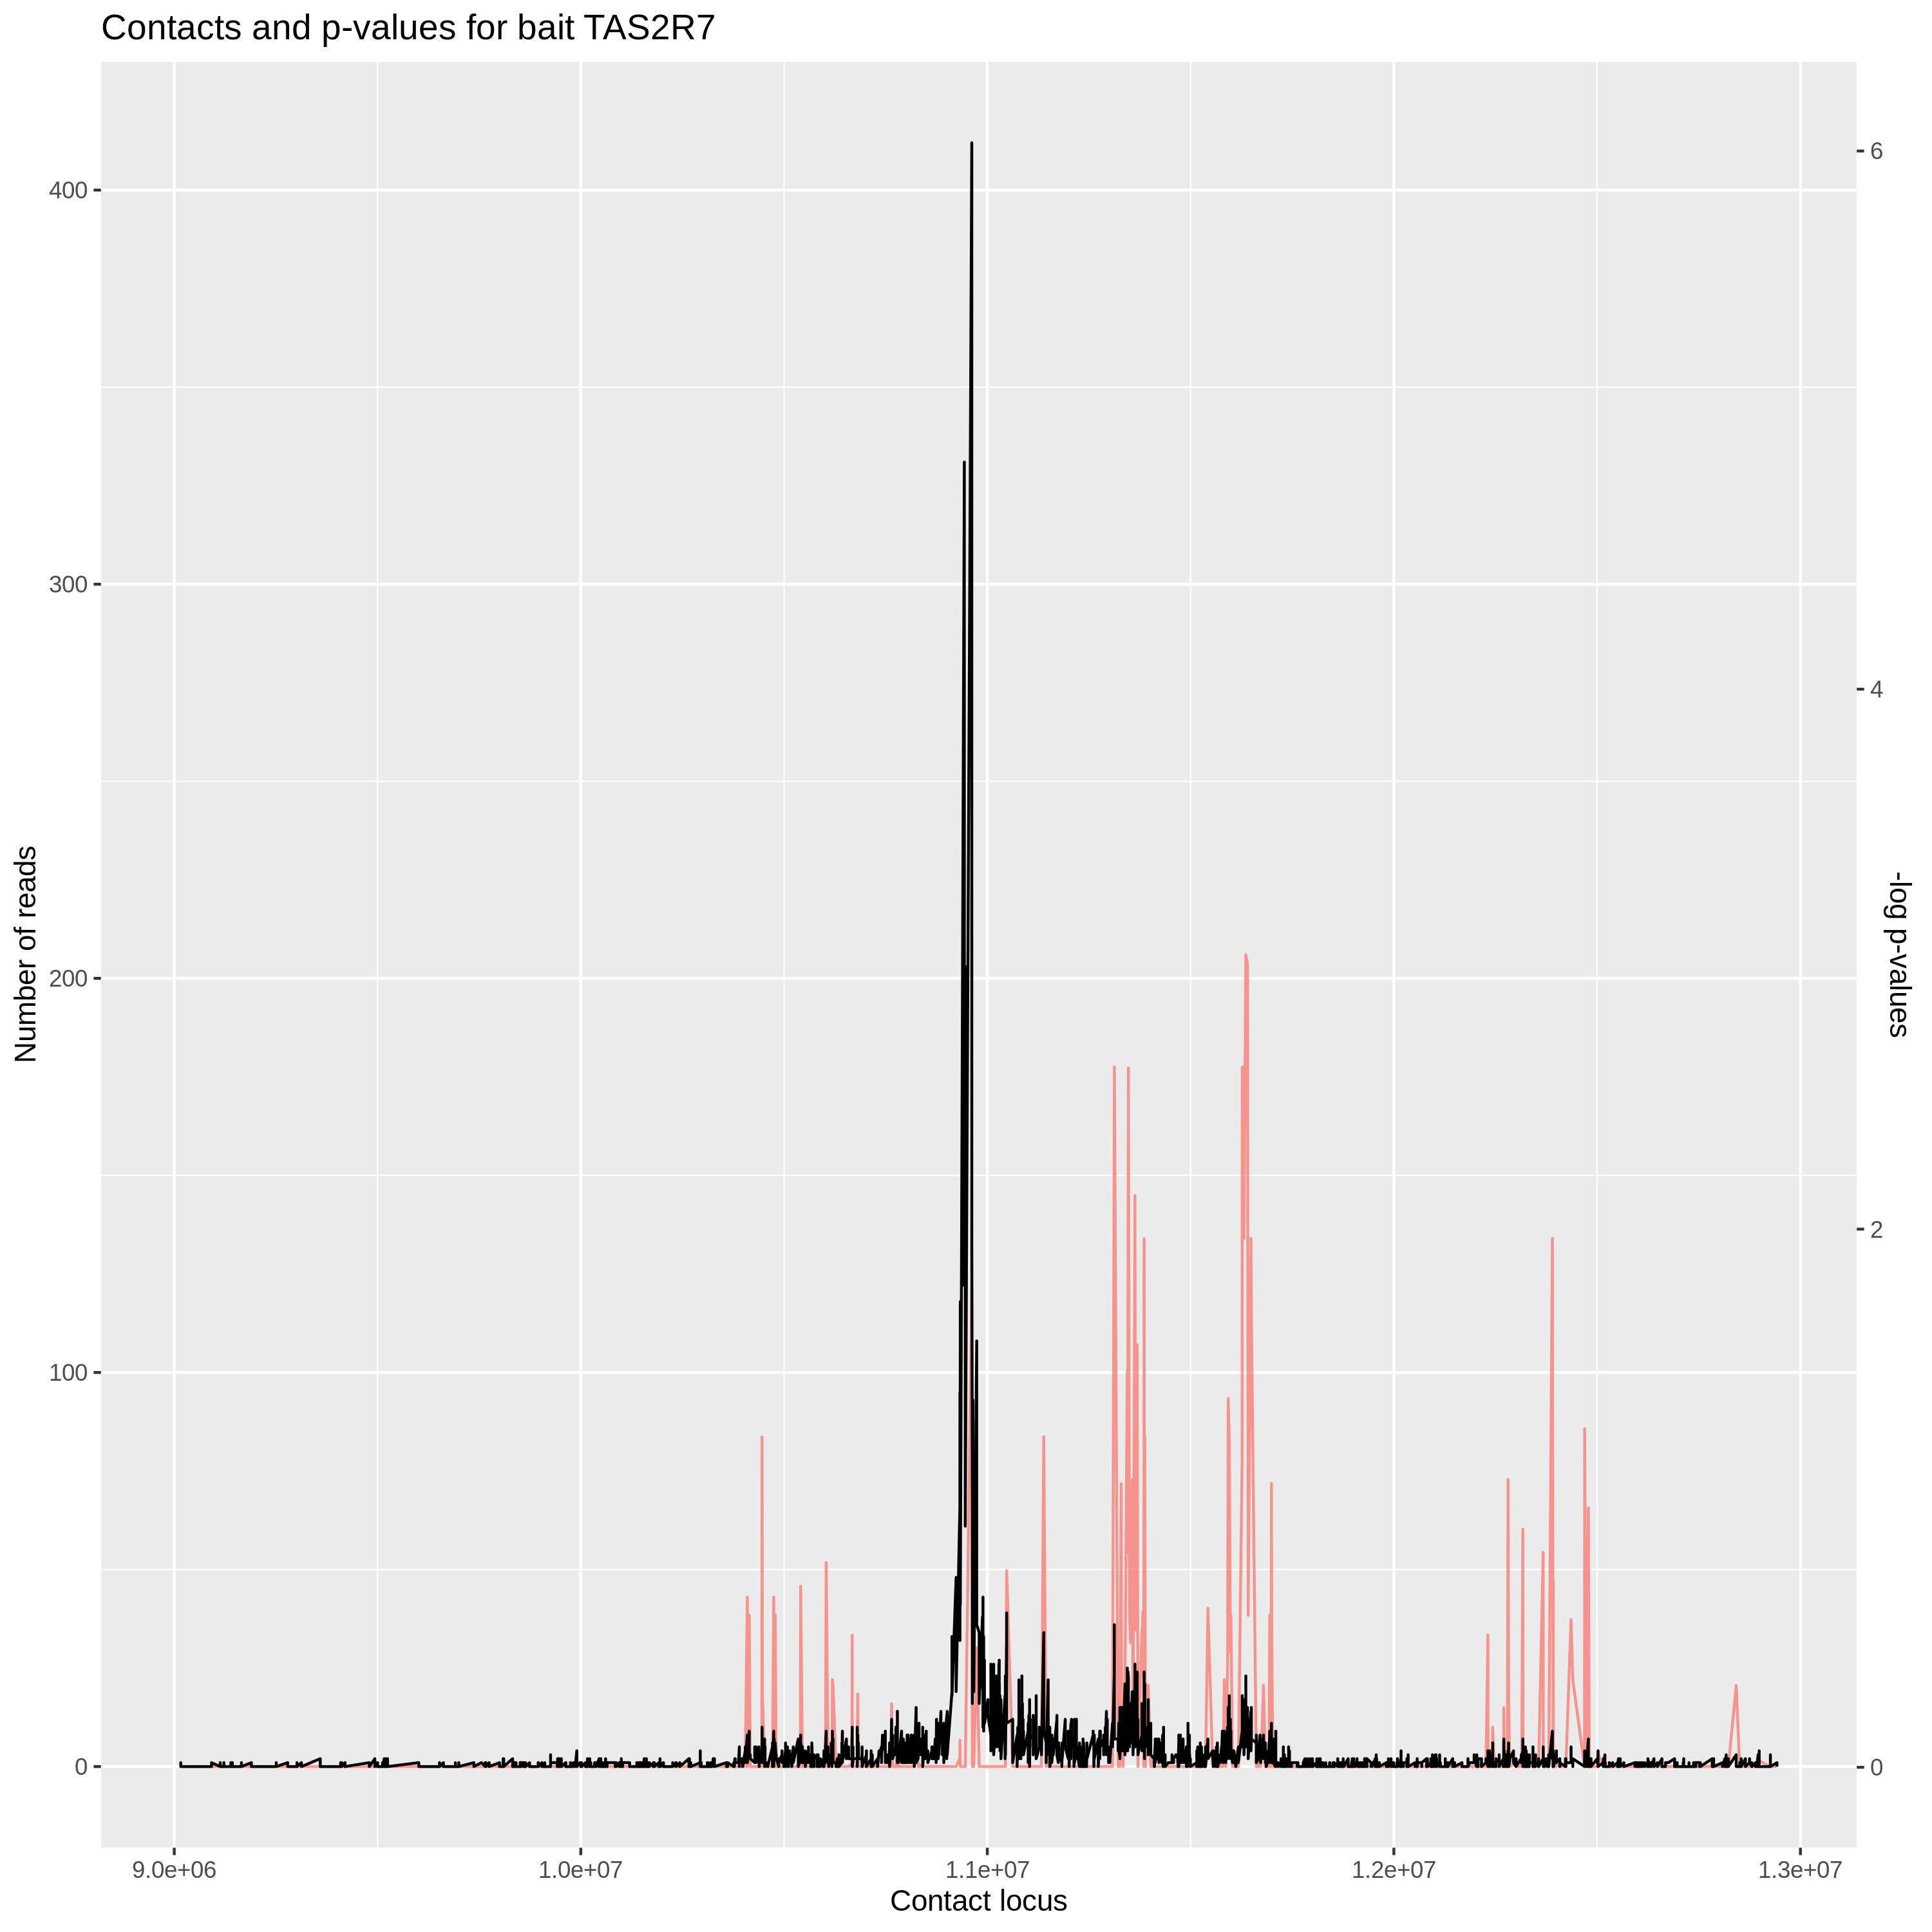 Contacts and p-values for bait TAS2R7
400
300
200
100
0
Number of reads
6
4
2
0
-log p-values
9.0e+06 1.0e+07 1.1e+07 1.2e+07 1.3e+07
Contact locus